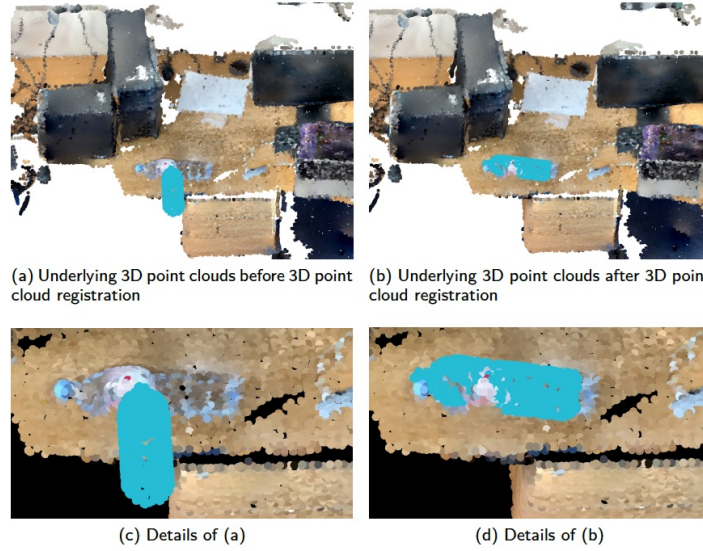 (a) Underlying 3D point clouds before 3D point
cloud registration
(b) Underlying 3D point clouds after 3D poin
cloud registration
(c) Details of (a)
(d) Details of (b)